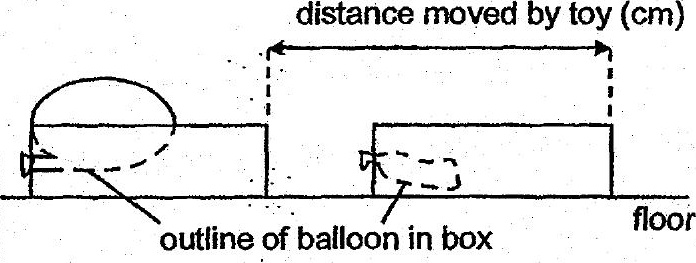 distance moved by toy (cm)
floor
outline of balloon in box